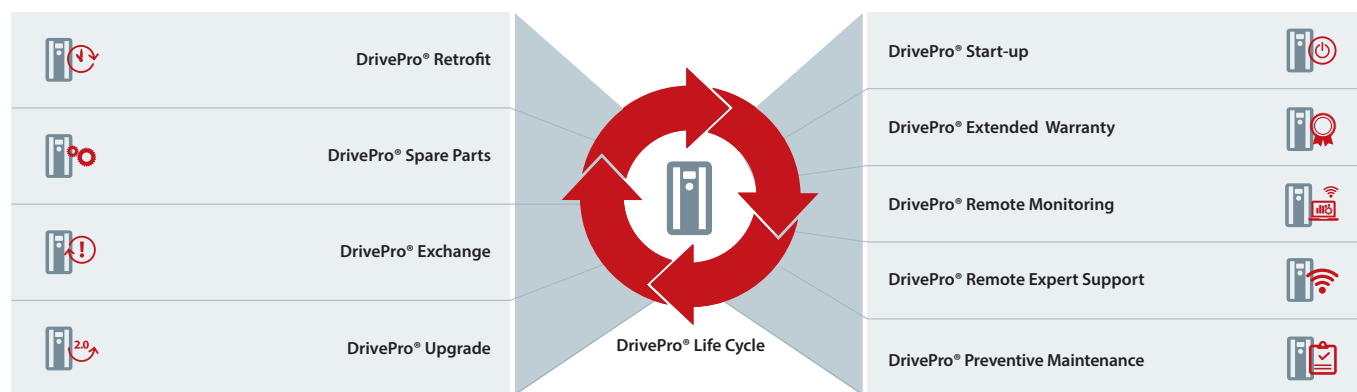 DrivePro® Retrofit
DrivePro® Spare Parts
DrivePro® Exchange
2.0
DrivePro® Upgrade
DrivePro® Life Cycle
DrivePro® Start-up
DrivePro® Extended Warranty
DrivePro® Remote Monitoring
DrivePro® Remote Expert Support
DrivePro® Preventive Maintenance